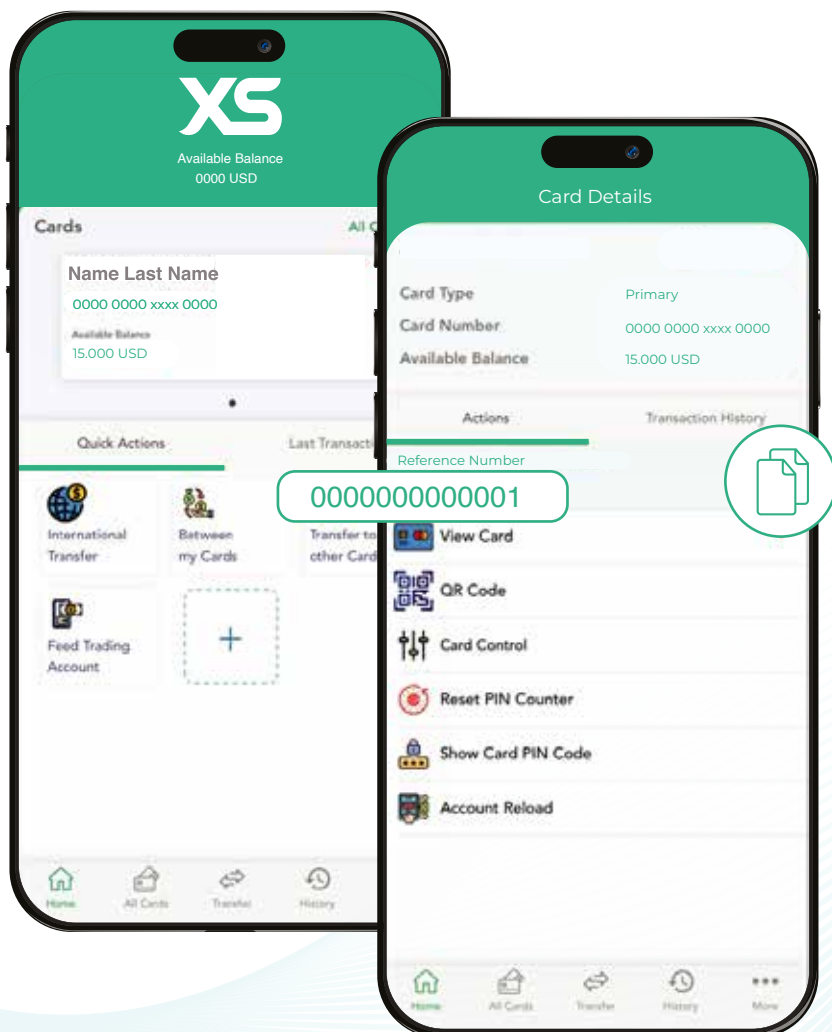 XS
Available Balance
0000 USD
Cards
All
Name Last Name
0000 0000 xxxx 0000
Available Balance
15.000 USD
Quick Actions
Last Transacti
International
Transfer
Between
my Cards
Transfer to
other Card
Feed Trading
Account
Home
All Cards
Transfer
History
Card Details
Card Type
Primary
Card Number
0000 0000 xxxx 0000
Available Balance
15.000 USD
Actions
Transaction History
Reference Number
0000000000001
View Card
QR Code
Card Control
Reset PIN Counter
Show Card PIN Code
Account Reload
Home
All Cards
Transfer
History
More